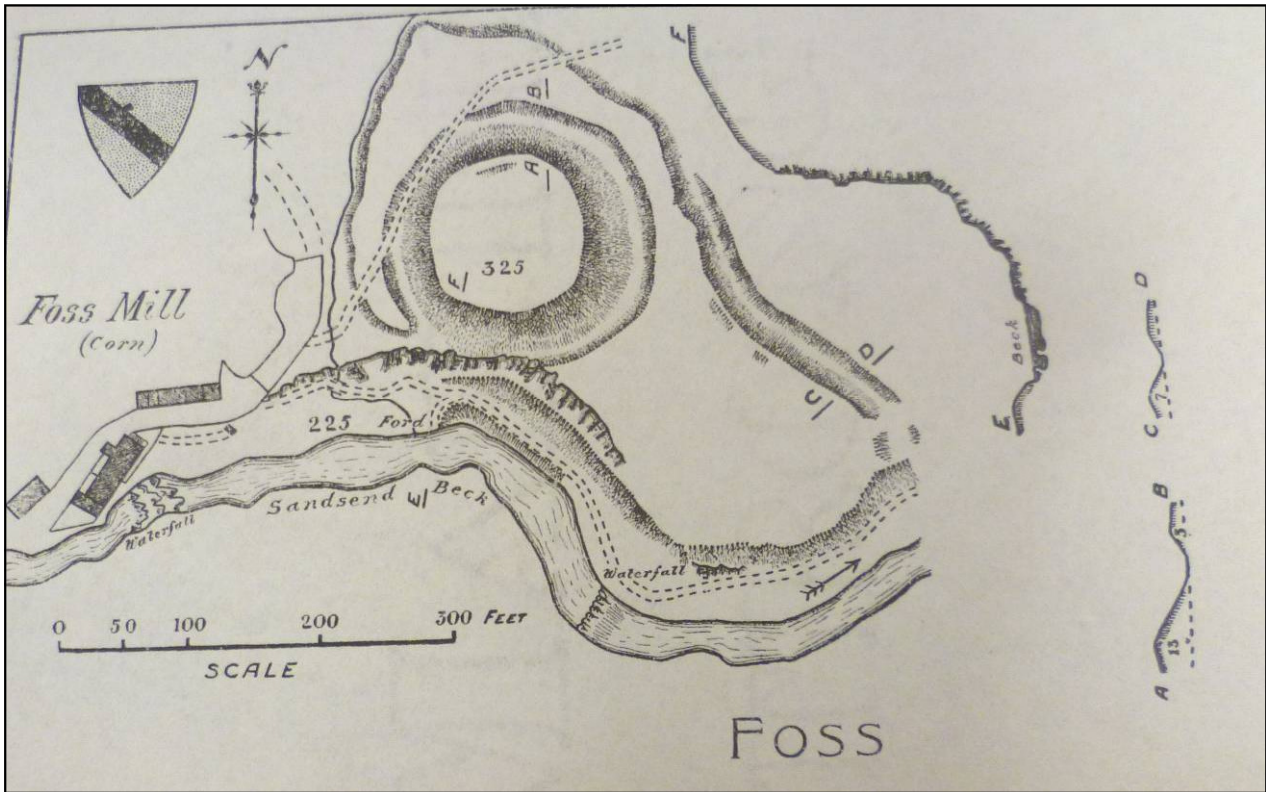 N
F
B
A
Foss Mill
(Corn)
F
325
D
C
225
Ford
Sandsend
E
Beck
Waterfall
Waterfall
0 50 100 200 300 FEET
SCALE
E
Beck
C 7 D
A 15 5 B
FOSS